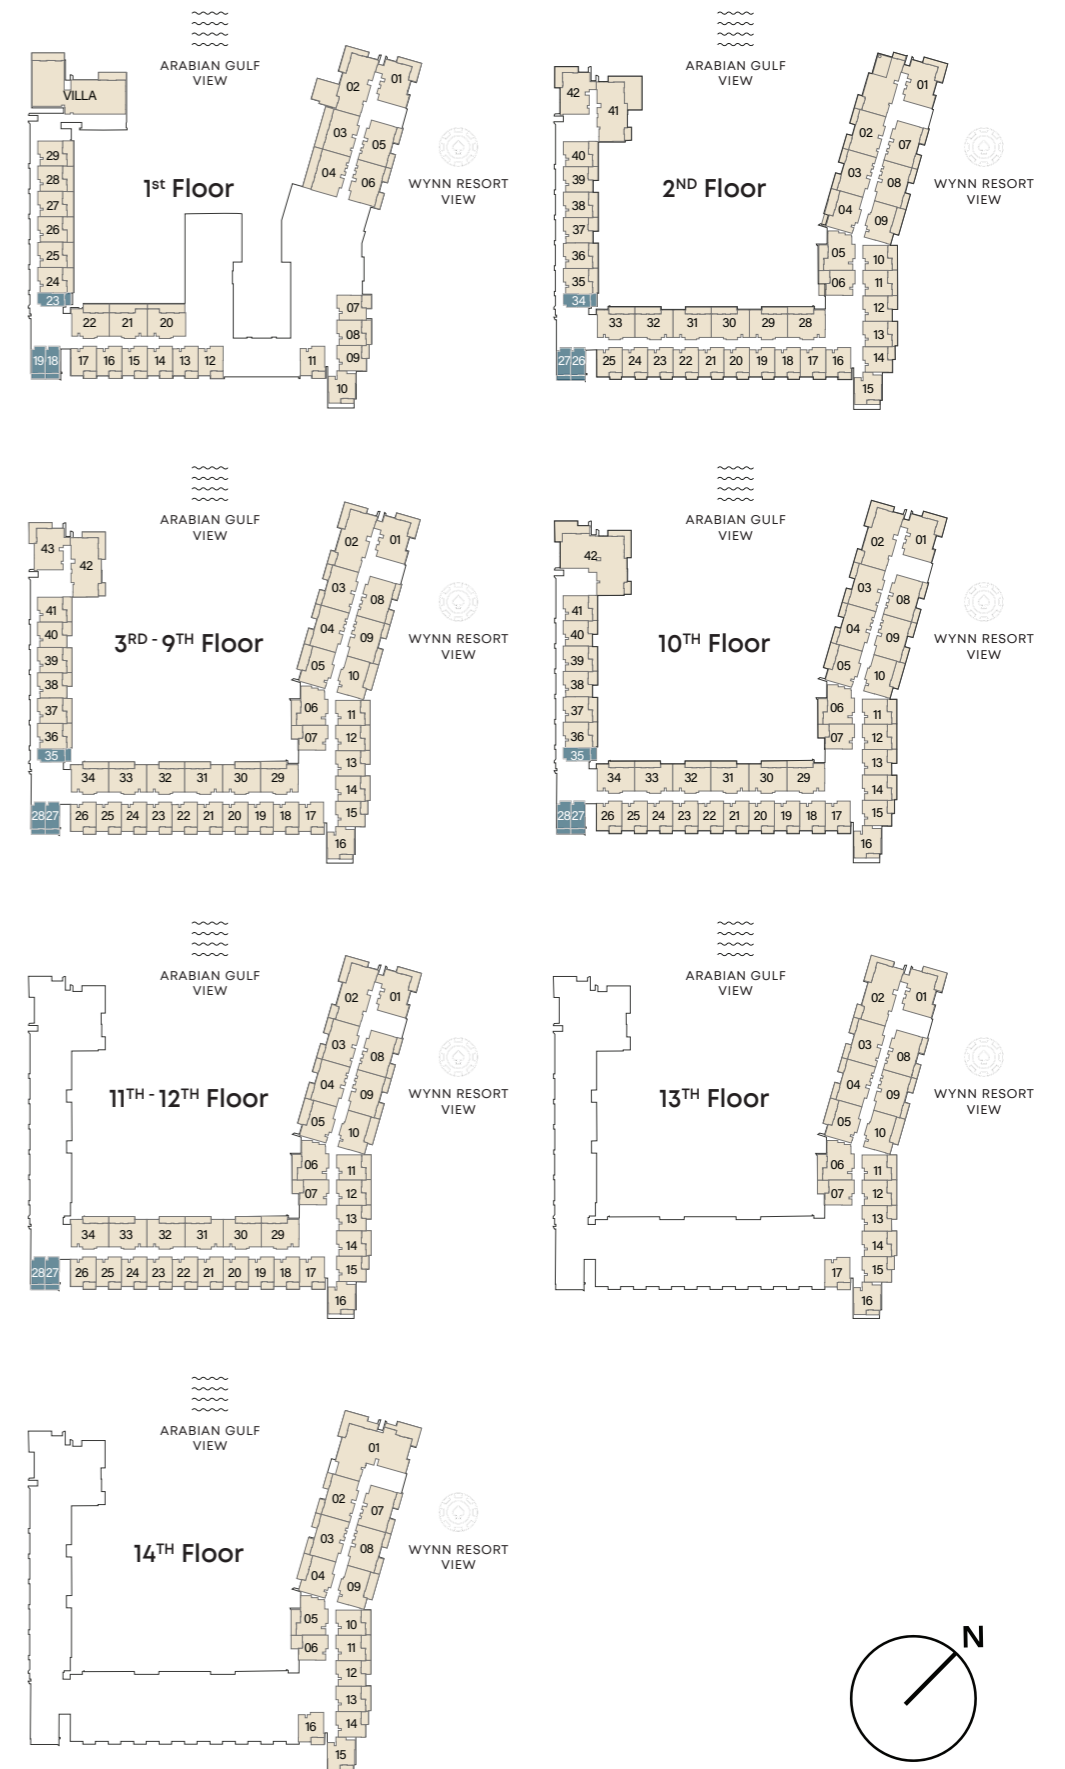 ARABIAN GULF
VIEW
WYNN RESORT
VIEW
1st Floor
VILLA
01
02
03
04
05
06
29
28
27
26
25
24
23
22 21 20
07
08
09
10
19 18 17 16 15 14 13 12 11
ARABIAN GULF
VIEW
WYNN RESORT
VIEW
2ND Floor
42
41
01
02
07
03
08
04
09
05
06
10
11
12
13
14
15
40
39
38
37
36
35
34
33 32 31 30 29 28
27 26 25 24 23 22 21 20 19 18 17 16
ARABIAN GULF
VIEW
WYNN RESORT
VIEW
3RD - 9TH Floor
43
42
02 01
03
08
04
09
05
10
06
07
11
12
13
14
15
16
41
40
39
38
37
36
35
34 33 32 31 30 29
28 27 26 25 24 23 22 21 20 19 18 17
ARABIAN GULF
VIEW
WYNN RESORT
VIEW
10TH Floor
42
02 01
03
08
04
09
05
10
06
07
11
12
13
14
15
16
41
40
39
38
37
36
35
34 33 32 31 30 29
28 27 26 25 24 23 22 21 20 19 18 17
ARABIAN GULF
VIEW
WYNN RESORT
VIEW
11TH - 12TH Floor
02 01
03
08
04
09
05
10
06
07
11
12
13
14
15
16
34 33 32 31 30 29
28 27 26 25 24 23 22 21 20 19 18 17
ARABIAN GULF
VIEW
WYNN RESORT
VIEW
13TH Floor
02 01
03
08
04
09
05
10
06
07
11
12
13
14
15
16
17
ARABIAN GULF
VIEW
WYNN RESORT
VIEW
14TH Floor
01
02
07
03
08
04
09
05
06
10
11
12
13
14
15
16
N